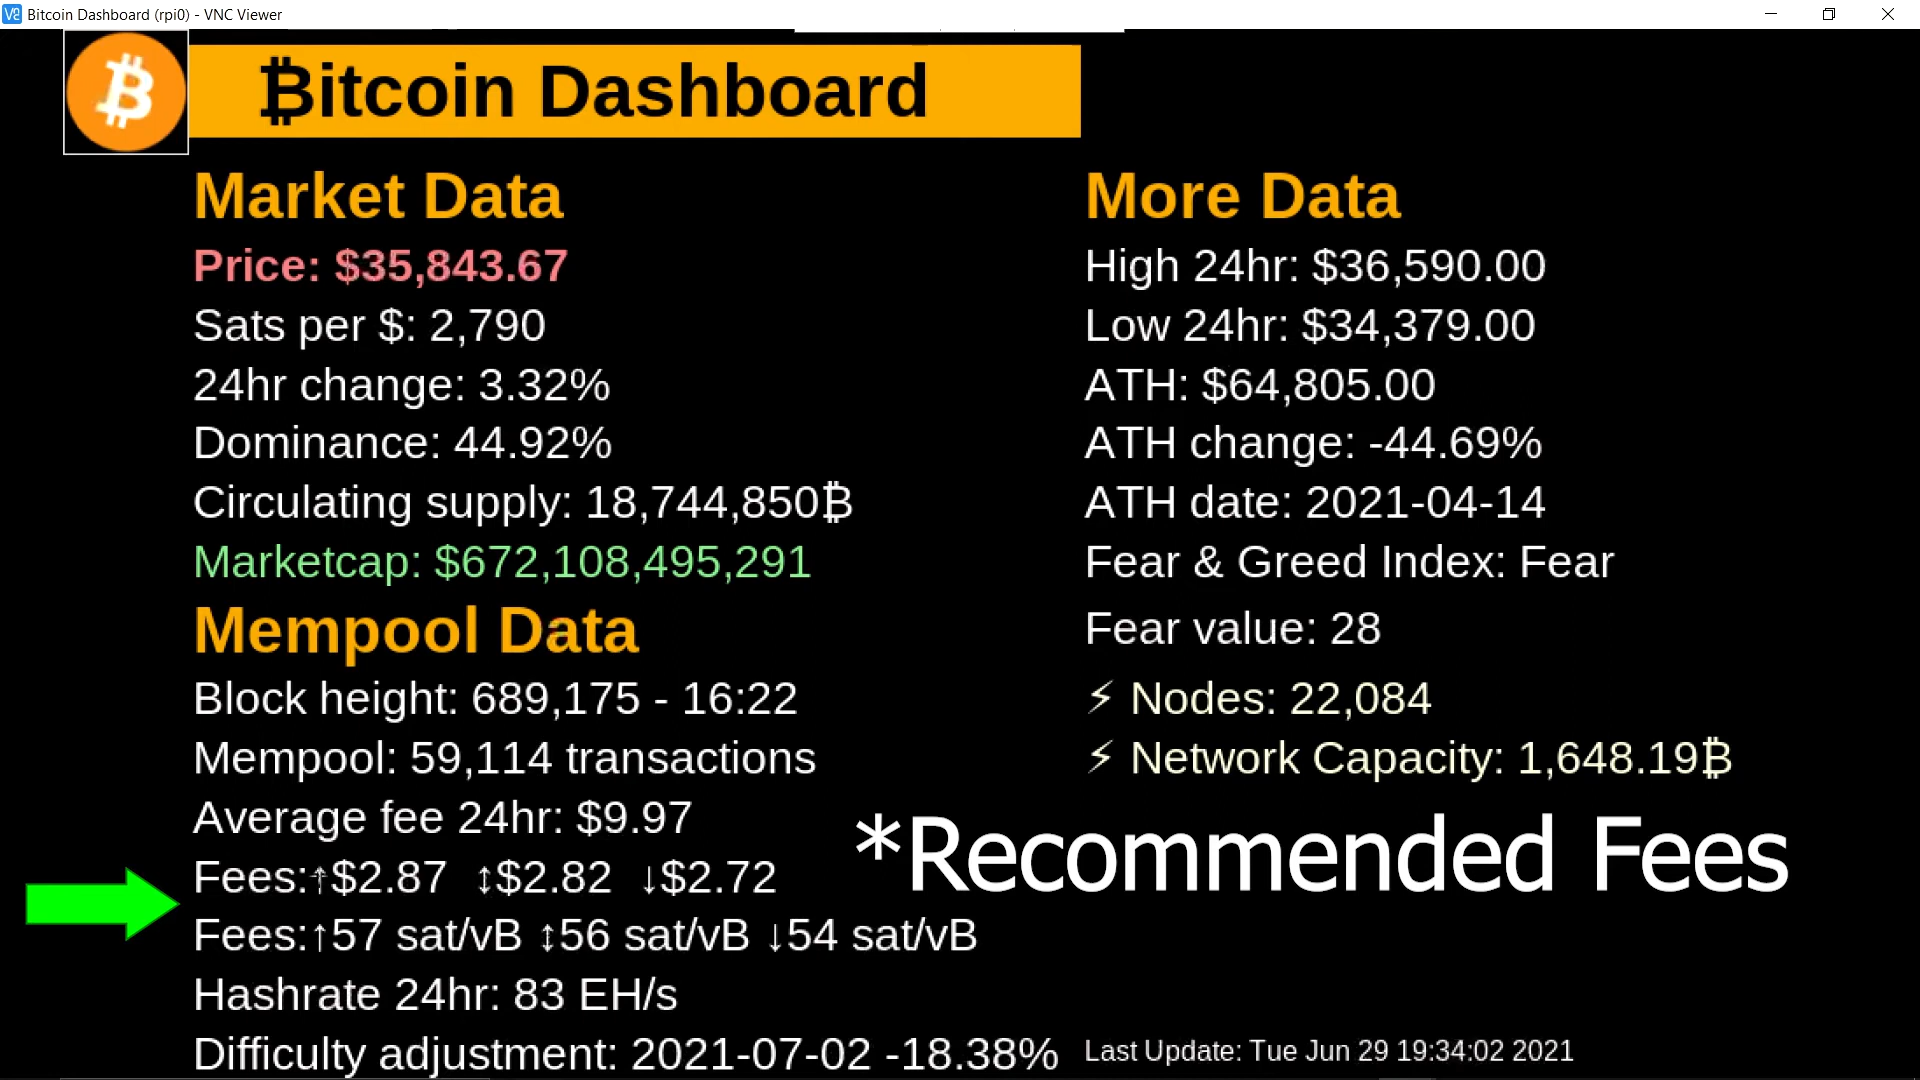 Bitcoin Dashboard (rpi0) - VNC Viewer
₿itcoin Dashboard
Market Data
Price: $35,843.67
Sats per $: 2,790
24hr change: 3.32%
Dominance: 44.92%
Circulating supply: 18,744,850₿
Marketcap: $672,108,495,291
Mempool Data
Block height: 689,175 - 16:22
Mempool: 59,114 transactions
Average fee 24hr: $9.97
Fees:↑$2.87 ↕$2.82 ↓$2.72
Fees:↑57 sat/vB ↕56 sat/vB ↓54 sat/vB
Hashrate 24hr: 83 EH/s
Difficulty adjustment: 2021-07-02 -18.38%
More Data
High 24hr: $36,590.00
Low 24hr: $34,379.00
ATH: $64,805.00
ATH change: -44.69%
ATH date: 2021-04-14
Fear & Greed Index: Fear
Fear value: 28
⚡ Nodes: 22,084
⚡ Network Capacity: 1,648.19₿
*Recommended Fees
Last Update: Tue Jun 29 19:34:02 2021